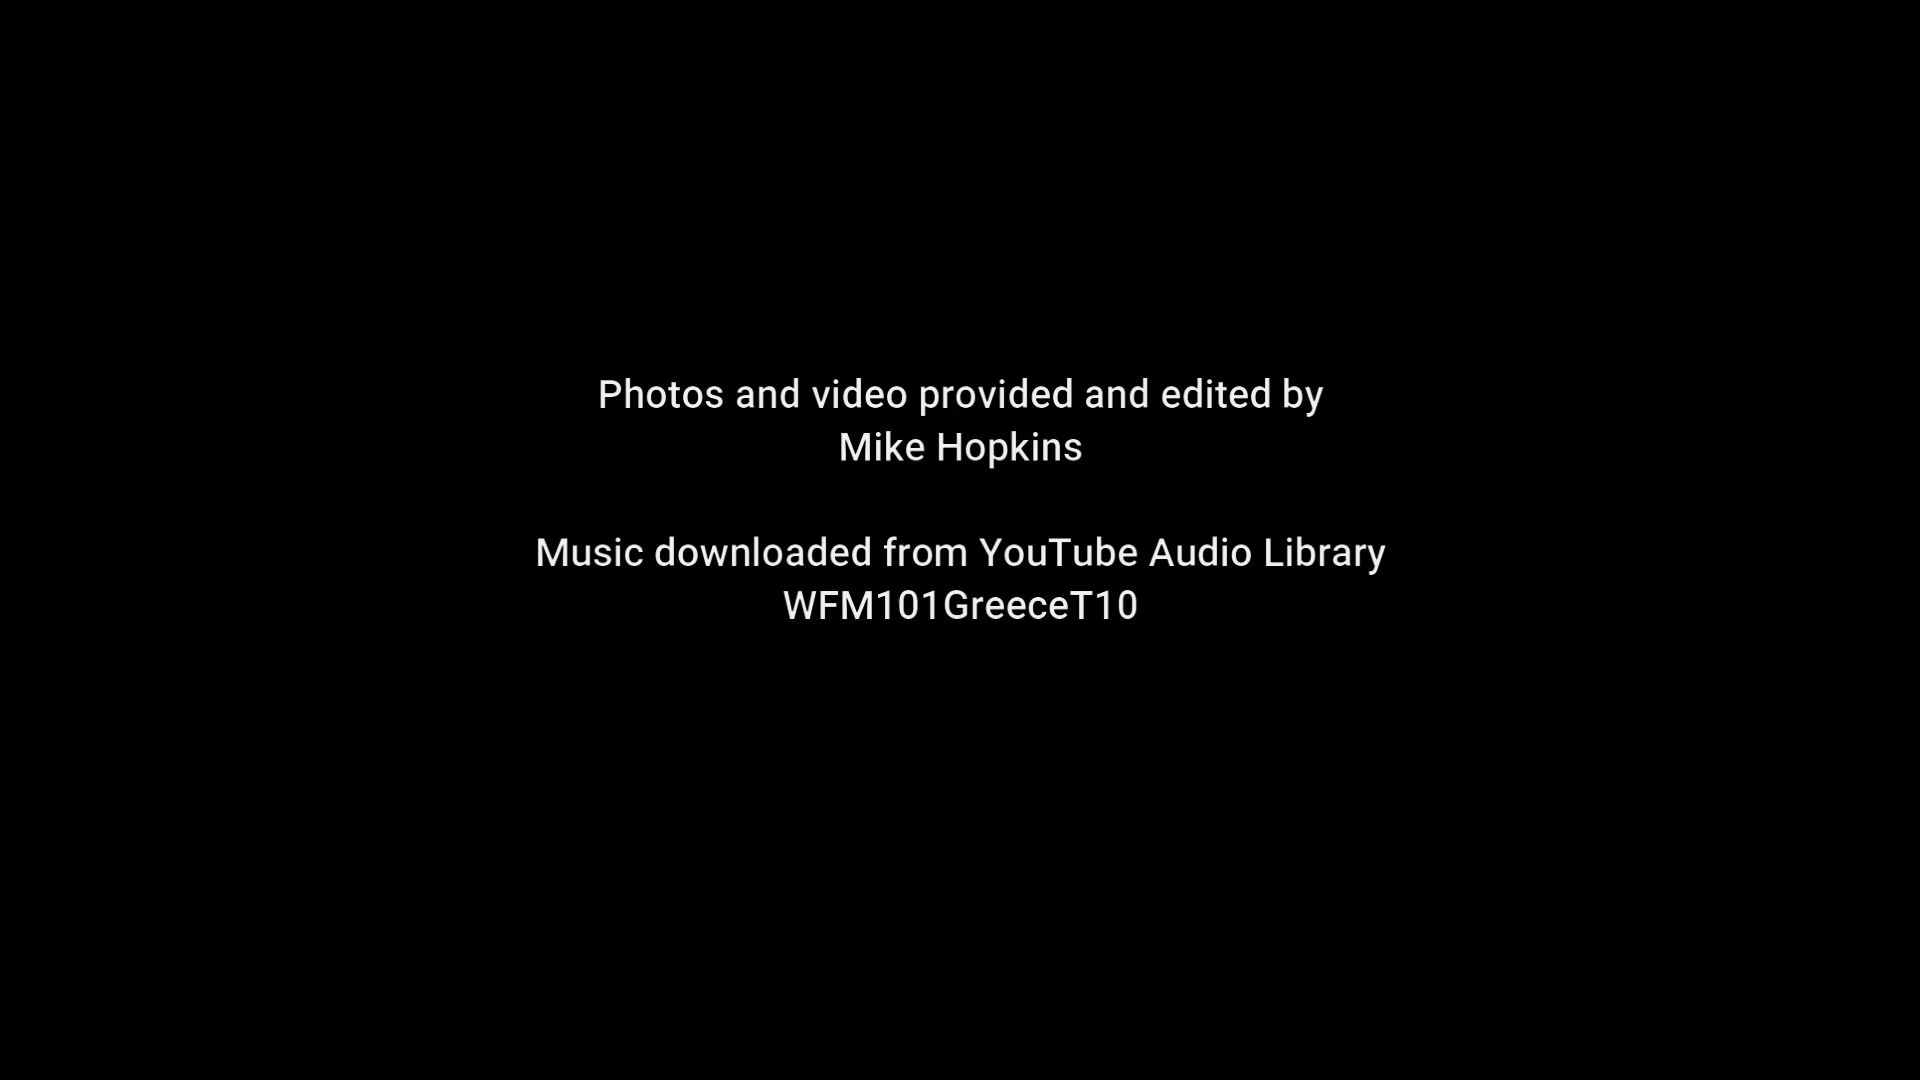 Photos and video provided and edited by
Mike Hopkins
Music downloaded from YouTube Audio Library
WFM101GreeceT10